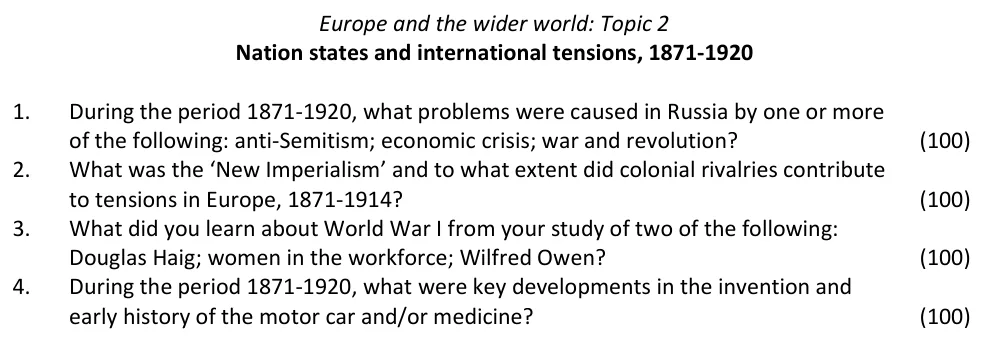 Europe and the wider world: Topic 2
Nation states and international tensions, 1871-1920
1. During the period 1871-1920, what problems were caused in Russia by one or more
of the following: anti-Semitism; economic crisis; war and revolution? (100)
2. What was the ‘New Imperialism’ and to what extent did colonial rivalries contribute
to tensions in Europe, 1871-1914? (100)
3. What did you learn about World War I from your study of two of the following:
Douglas Haig; women in the workforce; Wilfred Owen? (100)
4. During the period 1871-1920, what were key developments in the invention and
early history of the motor car and/or medicine? (100)